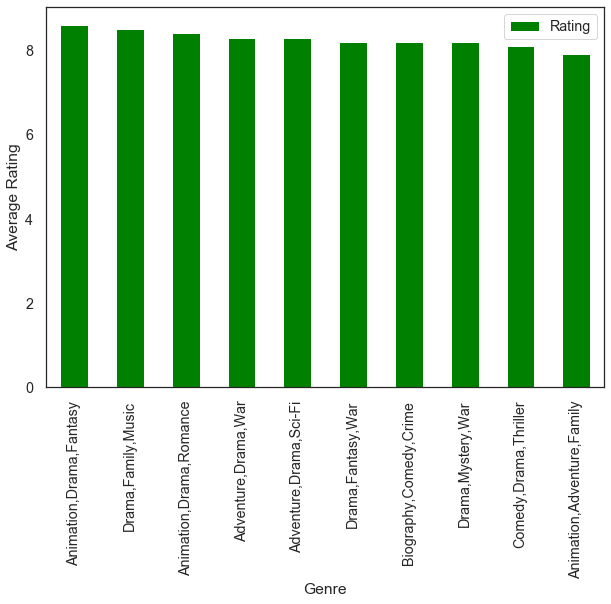 Rating
8
6
4
2
0
Average Rating
Animation,Drama,Fantasy
Drama,Family,Music
Animation,Drama,Romance
Adventure,Drama,War
Adventure,Drama,Sci-Fi
Drama,Fantasy,War
Biography,Comedy,Crime
Drama,Mystery,War
Comedy,Drama,Thriller
Animation,Adventure,Family
Genre